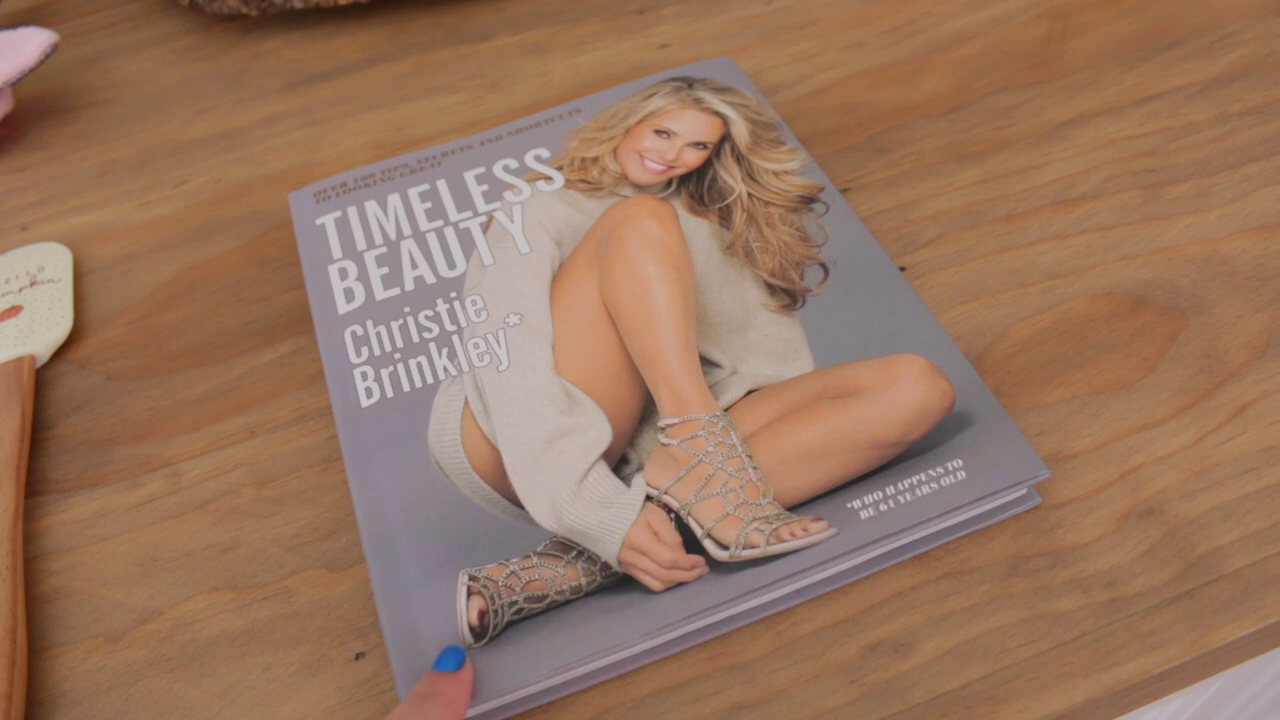 OVER 100 TIPS, SECRETS AND SHORTCUTS
TO LOOKING GREAT
TIMELESS
BEAUTY
Christie
Brinkley*
*WHO HAPPENS TO
BE 61 YEARS OLD